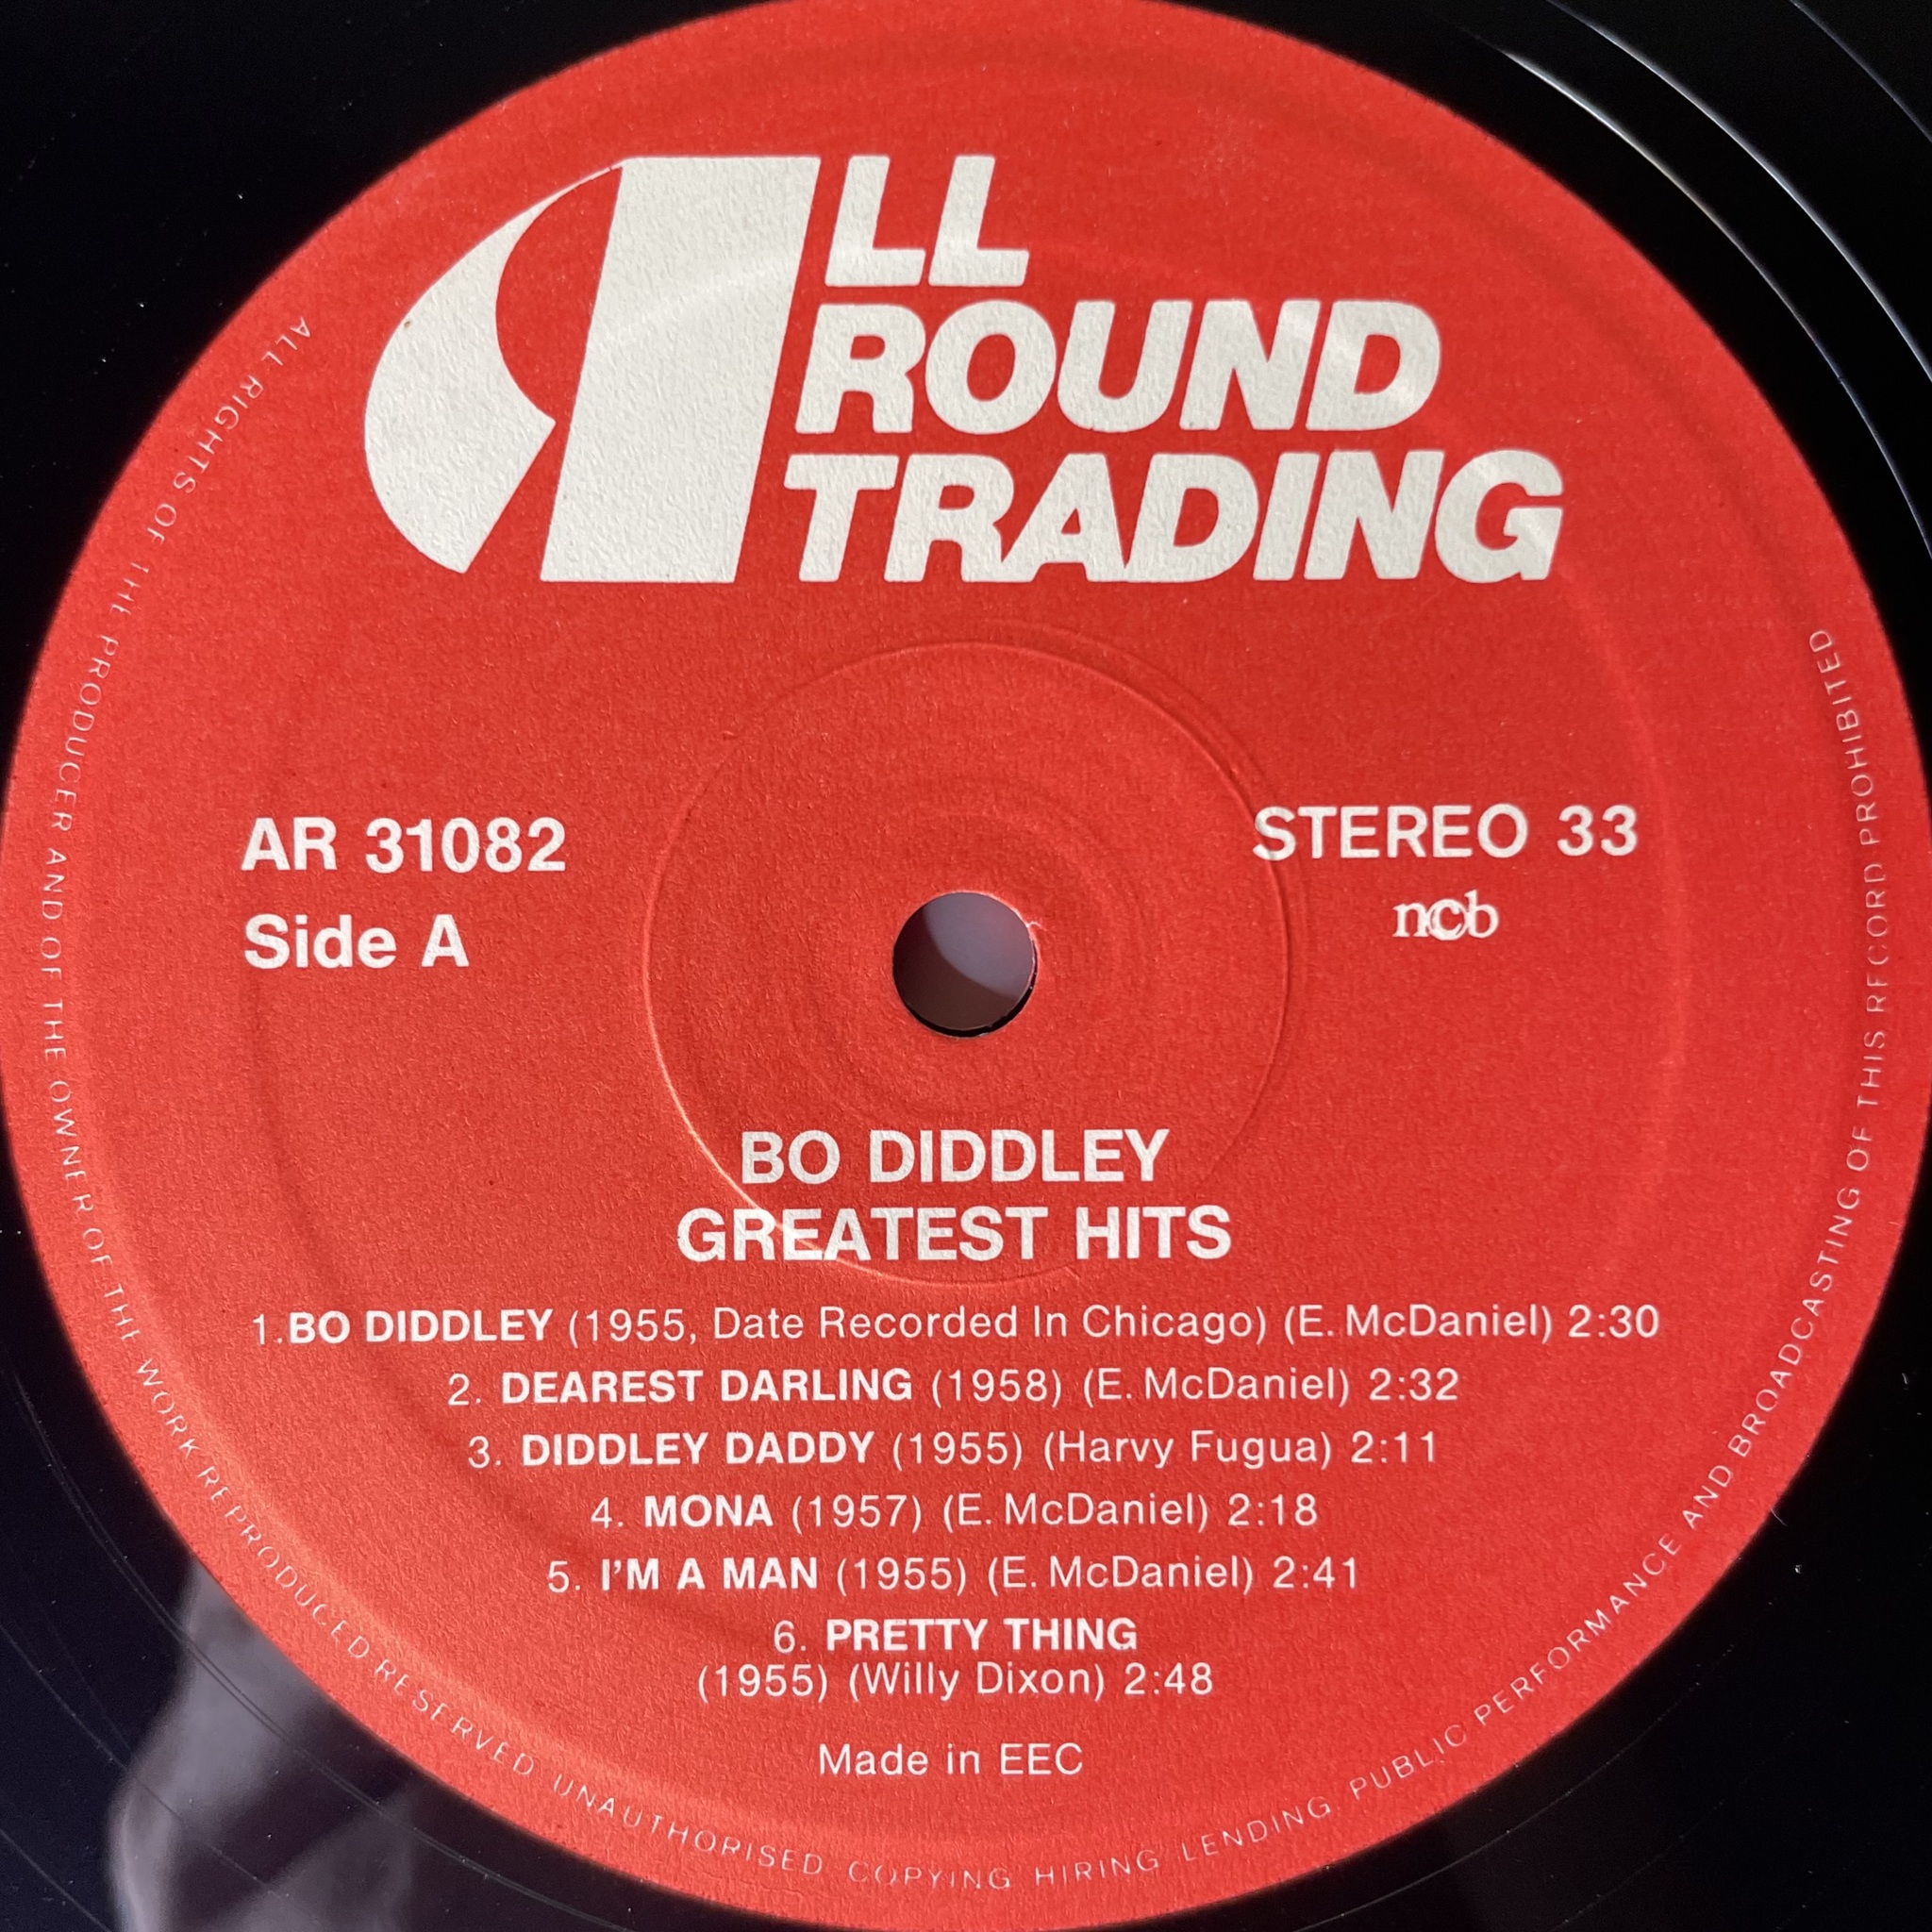 ALL
ROUND
TRADING
AR 31082
Side A
STEREO 33
ncb
BO DIDDLEY
GREATEST HITS
1.BO DIDDLEY (1955, Date Recorded In Chicago) (E. McDaniel) 2:30
2. DEAREST DARLING (1958) (E. McDaniel) 2:32
3. DIDDLEY DADDY (1955) (Harvy Fugua) 2:11
4. MONA (1957) (E. McDaniel) 2:18
5. I'M A MAN (1955) (E. McDaniel) 2:41
6. PRETTY THING
(1955) (Willy Dixon) 2:48
Made in EEC
ALL RIGHTS OF THE PRODUCER AND OF THE OWNER OF THE WORK REPRODUCED RESERVED UNAUTHORISED COPYING HIRING LENDING PUBLIC PERFORMANCE AND BROADCASTING OF THIS RECORD PROHIBITED